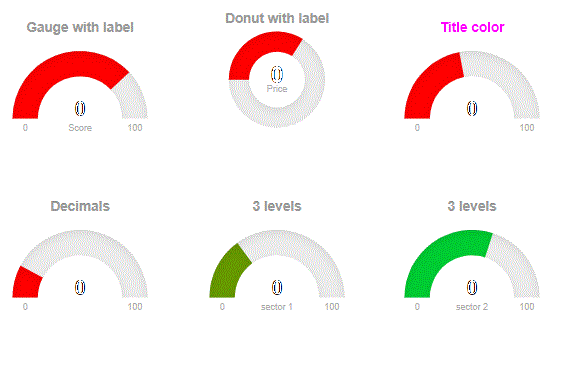 Gauge with label
0
0 Score 100
Donut with label
0
Price
Title color
0
0 100
Decimals
0
0 100
3 levels
0
0 sector 1 100
3 levels
0
0 sector 2 100